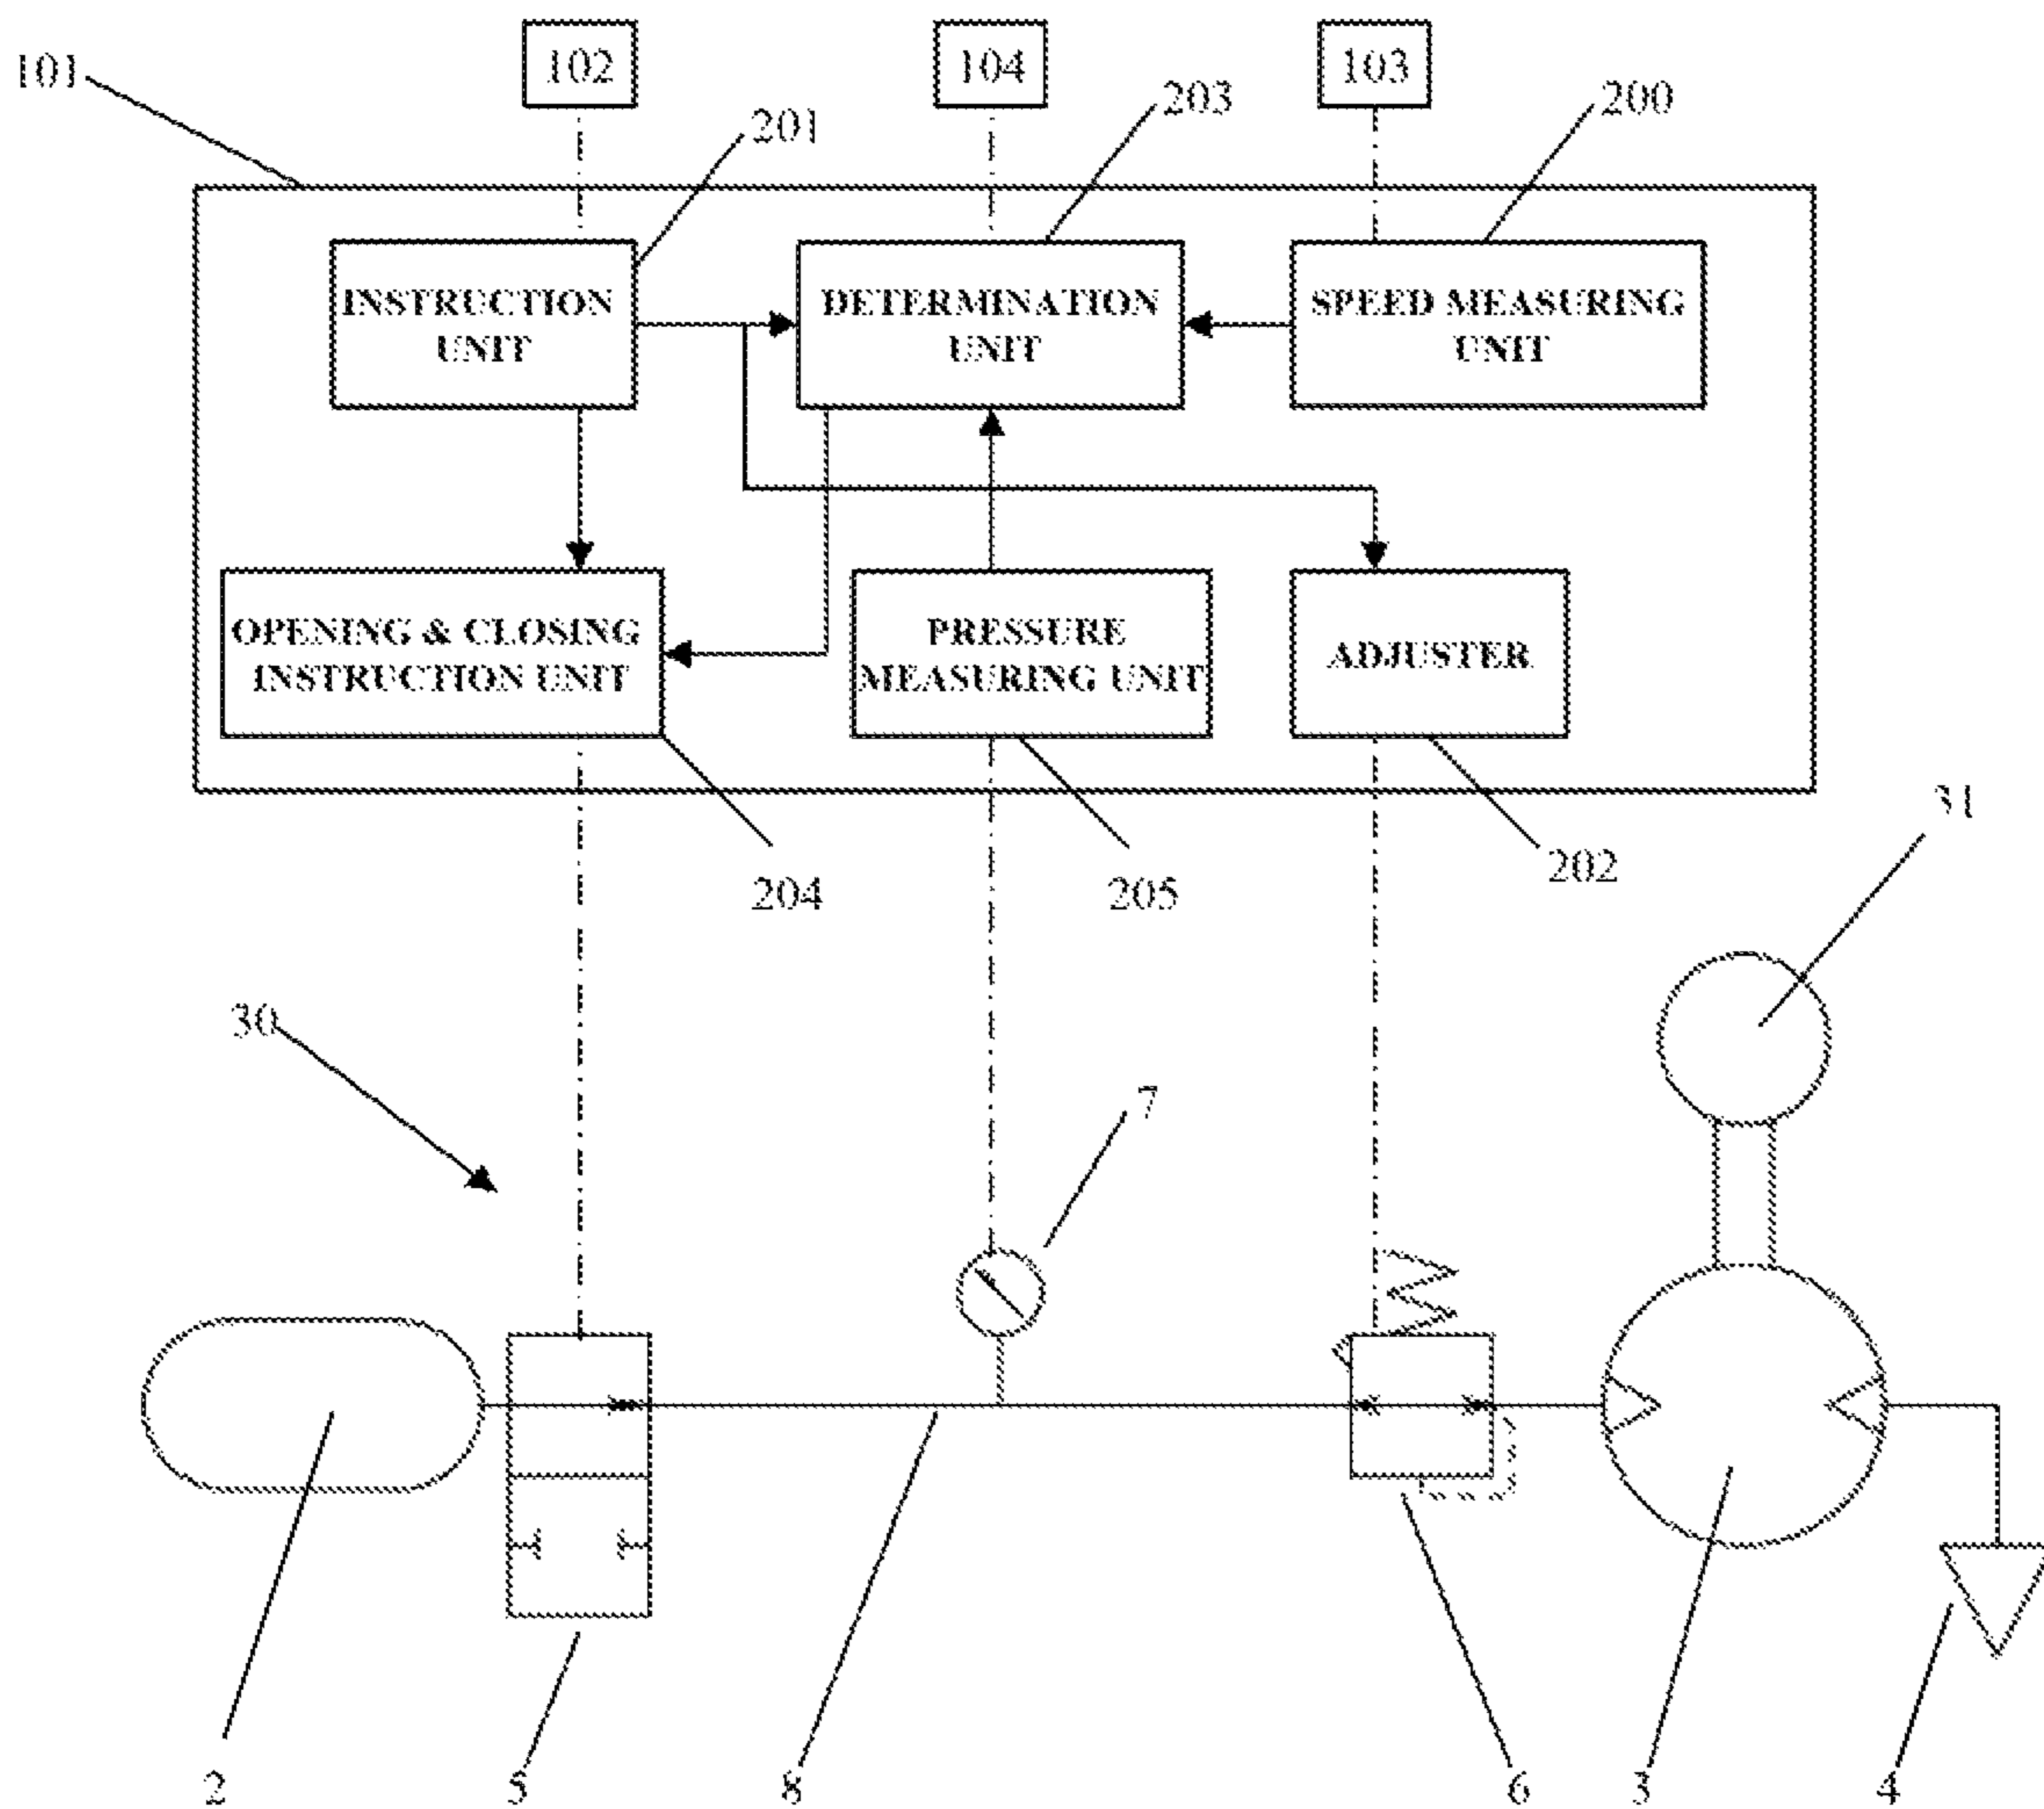 102
104
103
101
201
203
200
INSTRUCTION
UNIT
DETERMINATION
UNIT
SPEED MEASURING
UNIT
OPENING & CLOSING
INSTRUCTION UNIT
PRESSURE
MEASURING UNIT
ADJUSTER
31
204
205
202
30
7
2
5
8
6
3
4